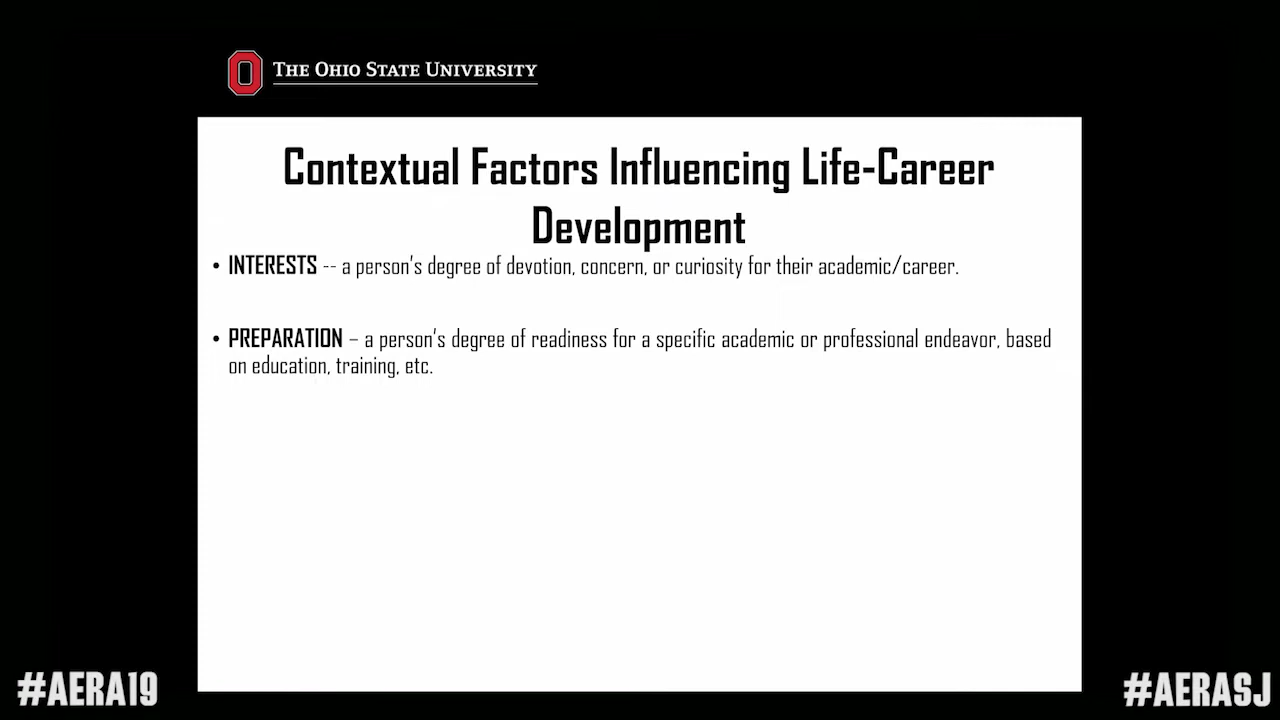 THE OHIO STATE UNIVERSITY
Contextual Factors Influencing Life-Career
Development
• INTERESTS -- a person's degree of devotion, concern, or curiosity for their academic/career.
• PREPARATION – a person's degree of readiness for a specific academic or professional endeavor, based
on education, training, etc.
#AERA19
#AERASJ